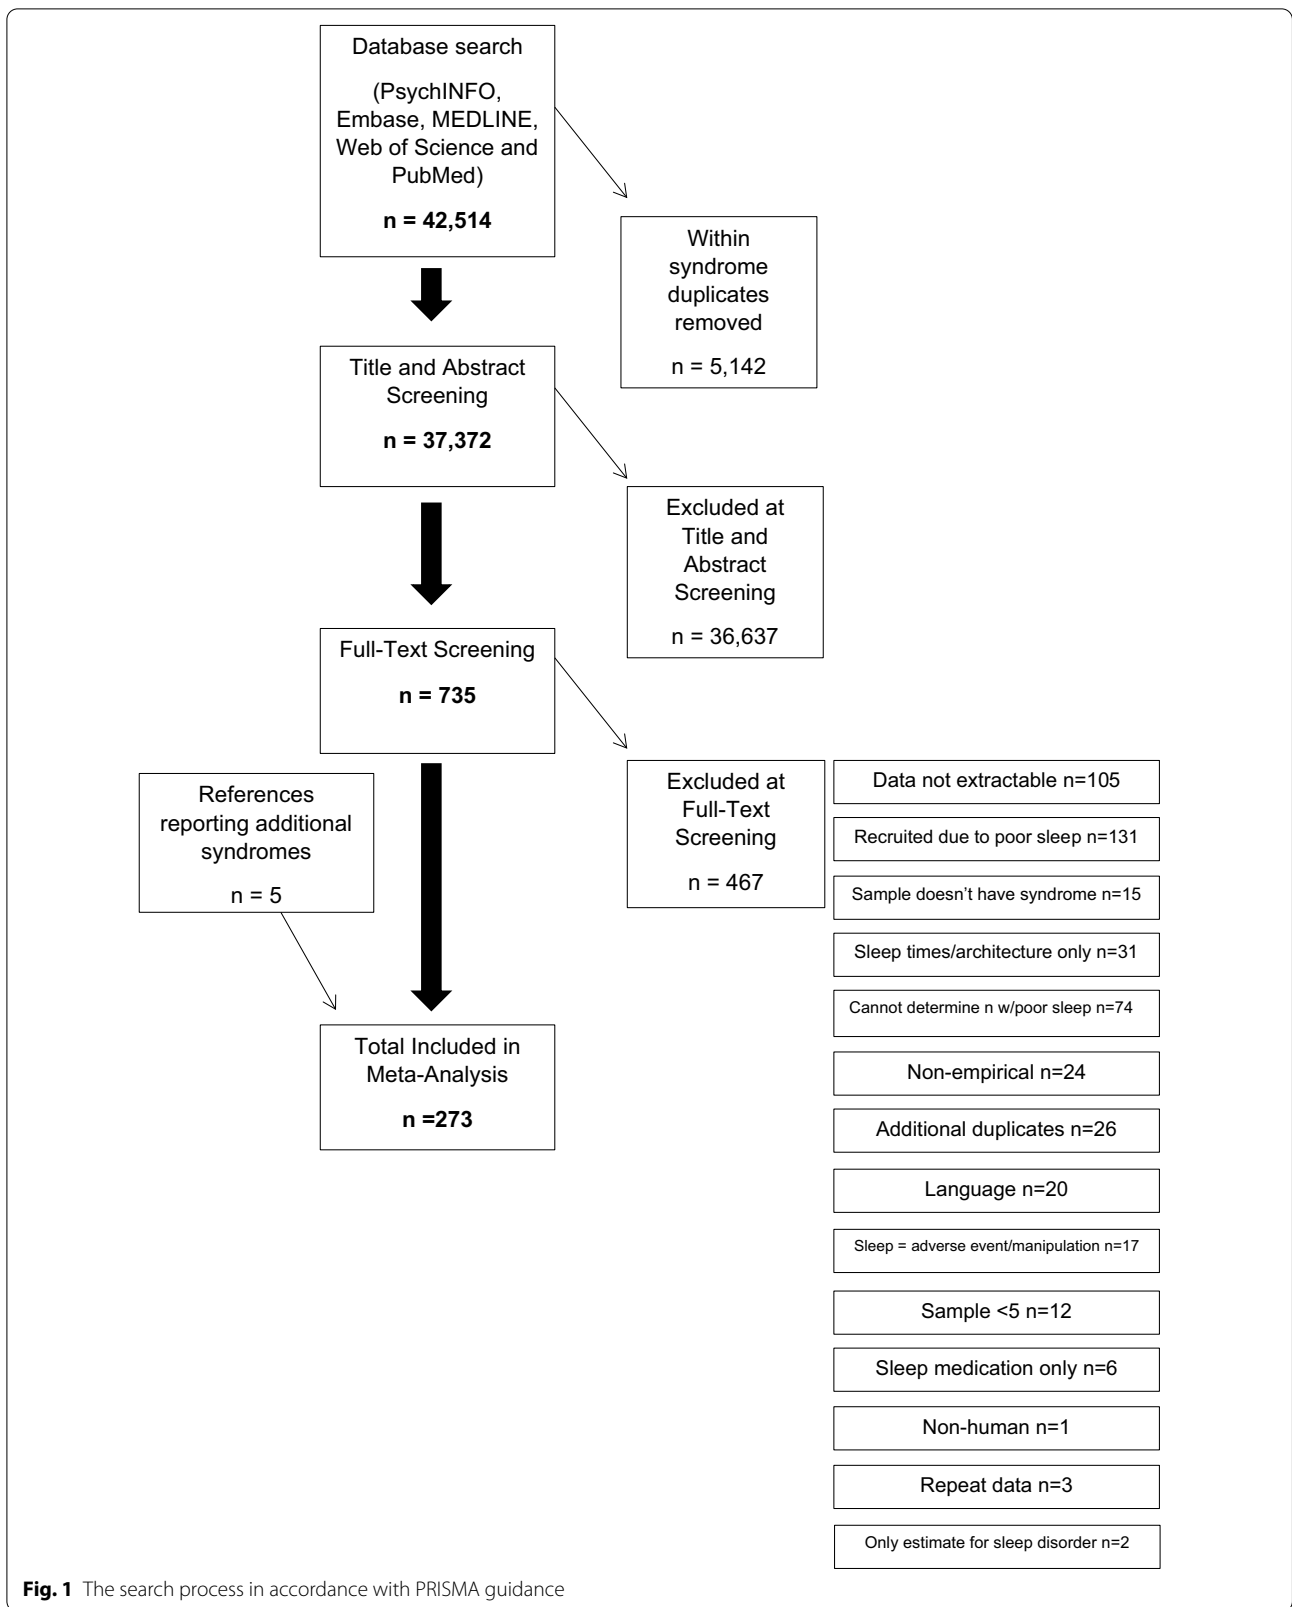 Database search
(PsychINFO,
Embase, MEDLINE,
Web of Science and
PubMed)
n = 42,514
Within
syndrome
duplicates
removed
n = 5,142
Title and Abstract
Screening
n = 37,372
Excluded at
Title and
Abstract
Screening
n = 36,637
Full-Text Screening
n = 735
References
reporting additional
syndromes
n = 5
Excluded at
Full-Text
Screening
n = 467
Data not extractable n=105
Recruited due to poor sleep n=131
Sample doesn’t have syndrome n=15
Sleep times/architecture only n=31
Cannot determine n w/poor sleep n=74
Non-empirical n=24
Additional duplicates n=26
Language n=20
Sleep = adverse event/manipulation n=17
Sample <5 n=12
Sleep medication only n=6
Non-human n=1
Repeat data n=3
Only estimate for sleep disorder n=2
Total Included in
Meta-Analysis
n =273
Fig. 1 The search process in accordance with PRISMA guidance